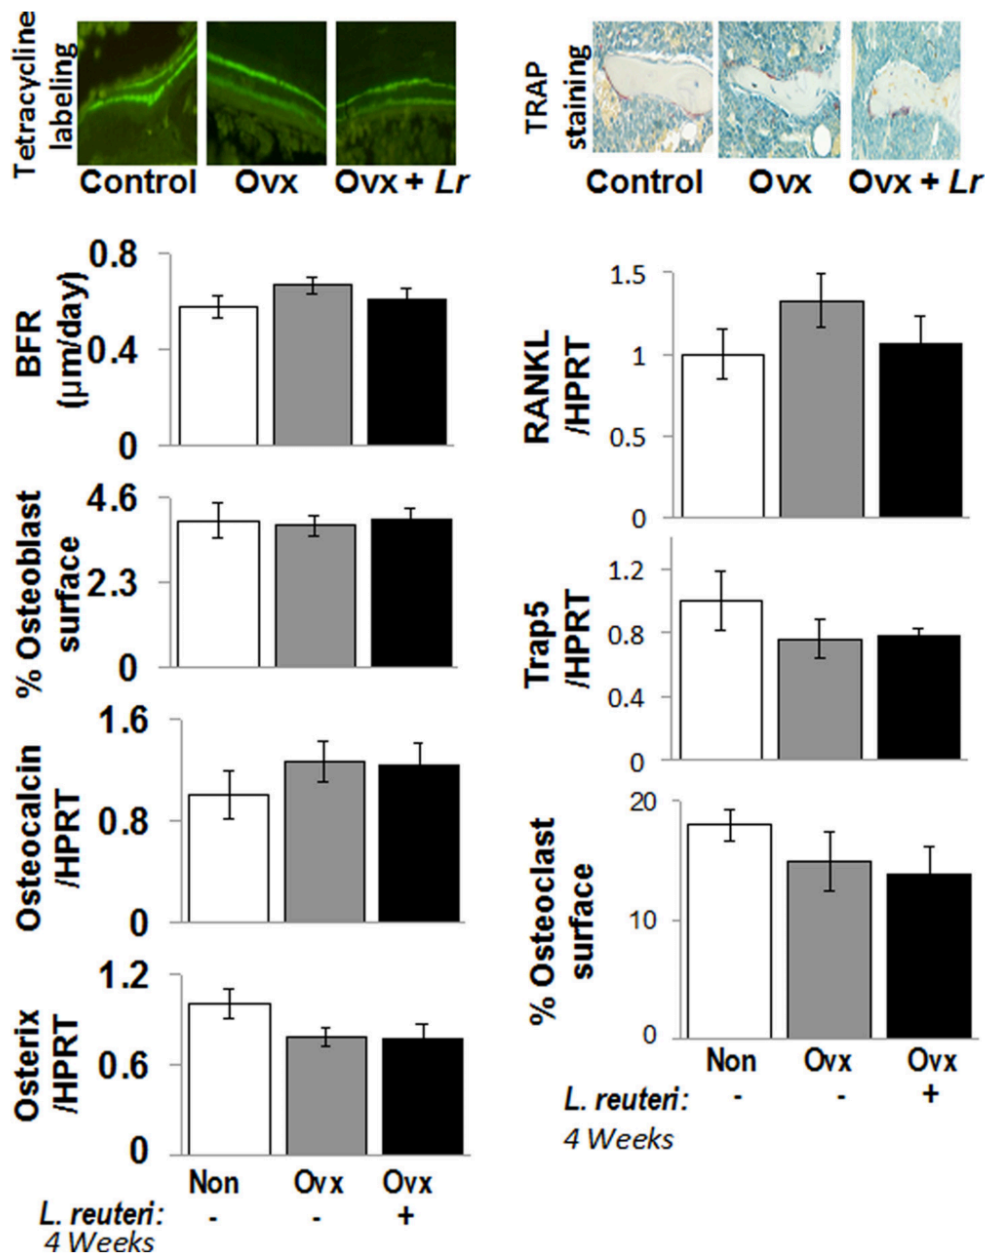 Tetracycline
labeling
Control
Ovx
Ovx + Lr
TRAP
staining
Control
Ovx
Ovx + Lr
BFR
(µm/day)
0.8
0.4
0
% Osteoblast
surface
4.6
2.3
0
Osteocalcin
/HPRT
1.6
0.8
0
Osterix
/HPRT
1.2
0.6
0
Non
Ovx
Ovx
L. reuteri:
-
-
+
4 Weeks
RANKL
/HPRT
1.5
1
0.5
0
Trap5
/HPRT
1.2
0.8
0.4
0
% Osteoclast
surface
20
10
0
Non
Ovx
Ovx
L. reuteri:
-
-
+
4 Weeks